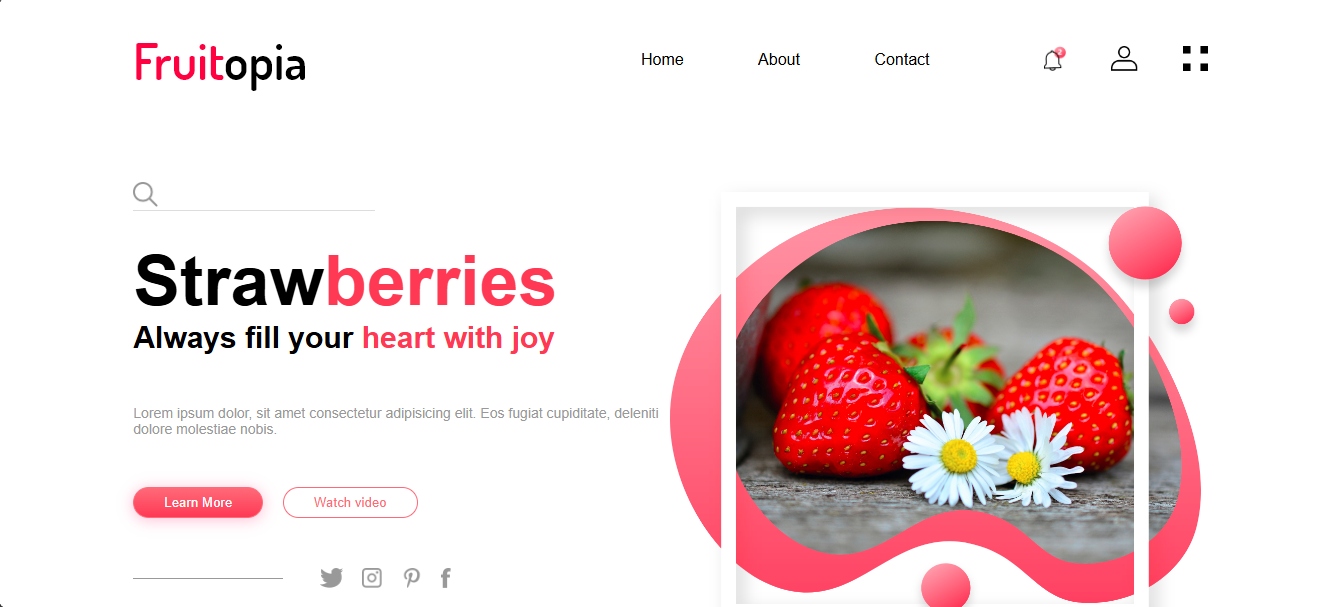 Fruitopia
Home
About
Contact
2
Strawberries
Always fill your heart with joy
Lorem ipsum dolor, sit amet consectetur adipisicing elit. Eos fugiat cupiditate, deleniti
dolore molestiae nobis.
Learn More
Watch video